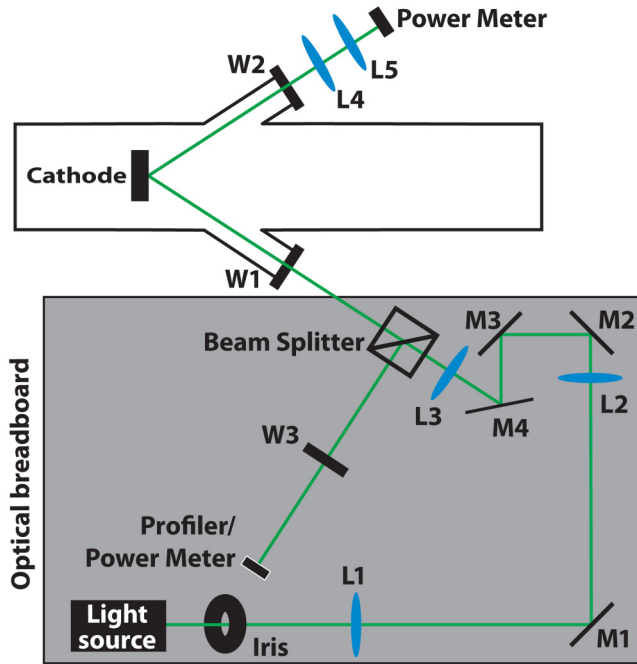 Power Meter
W2
L5
L4
Cathode
W1
M3
M2
Beam Splitter
L3
M4
L2
W3
Optical breadboard
Profiler/
Power Meter
L1
Light
source
Iris
M1